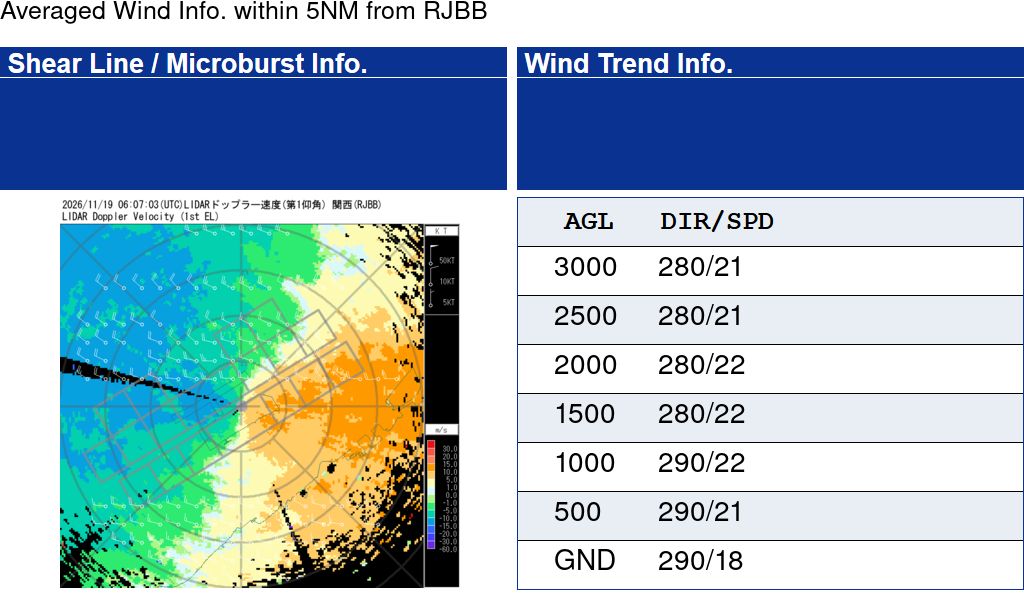 Averaged Wind Info. within 5NM from RJBB
Shear Line / Microburst Info.
Wind Trend Info.
2026/11/19 06:07:03(UTC)LIDARドップラー速度(第1仰角) 関西(RJBB)
LIDAR Doppler Velocity (1st EL)
KT
50KT
10KT
5KT
m/s
30.0
20.0
15.0
10.0
5.0
1.0
0.0
-1.0
-5.0
-10.0
-15.0
-20.0
-30.0
-60.0
AGL DIR/SPD
3000 280/21
2500 280/21
2000 280/22
1500 280/22
1000 290/22
500 290/21
GND 290/18